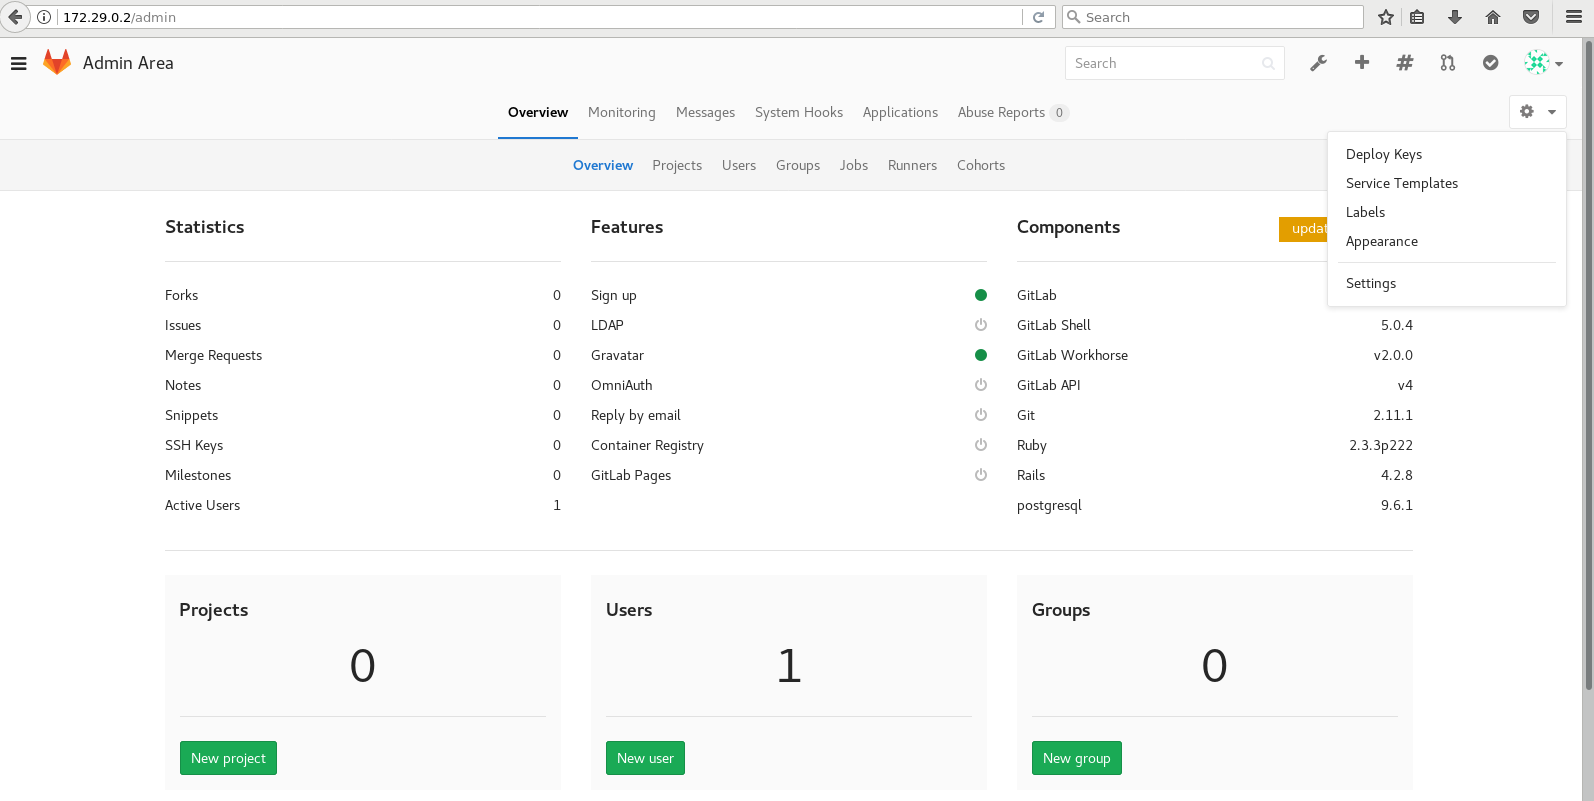 172.29.0.2/admin
Search
Admin Area
Search
Overview Monitoring Messages System Hooks Applications Abuse Reports 0
Overview Projects Users Groups Jobs Runners Cohorts
Deploy Keys
Service Templates
Labels
Appearance
Settings
Statistics
Forks 0
Issues 0
Merge Requests 0
Notes 0
Snippets 0
SSH Keys 0
Milestones 0
Active Users 1
Features
Sign up
LDAP
Gravatar
OmniAuth
Reply by email
Container Registry
GitLab Pages
Components
updat
GitLab
GitLab Shell 5.0.4
GitLab Workhorse v2.0.0
GitLab API v4
Git 2.11.1
Ruby 2.3.3p222
Rails 4.2.8
postgresql 9.6.1
Projects
0
New project
Users
1
New user
Groups
0
New group